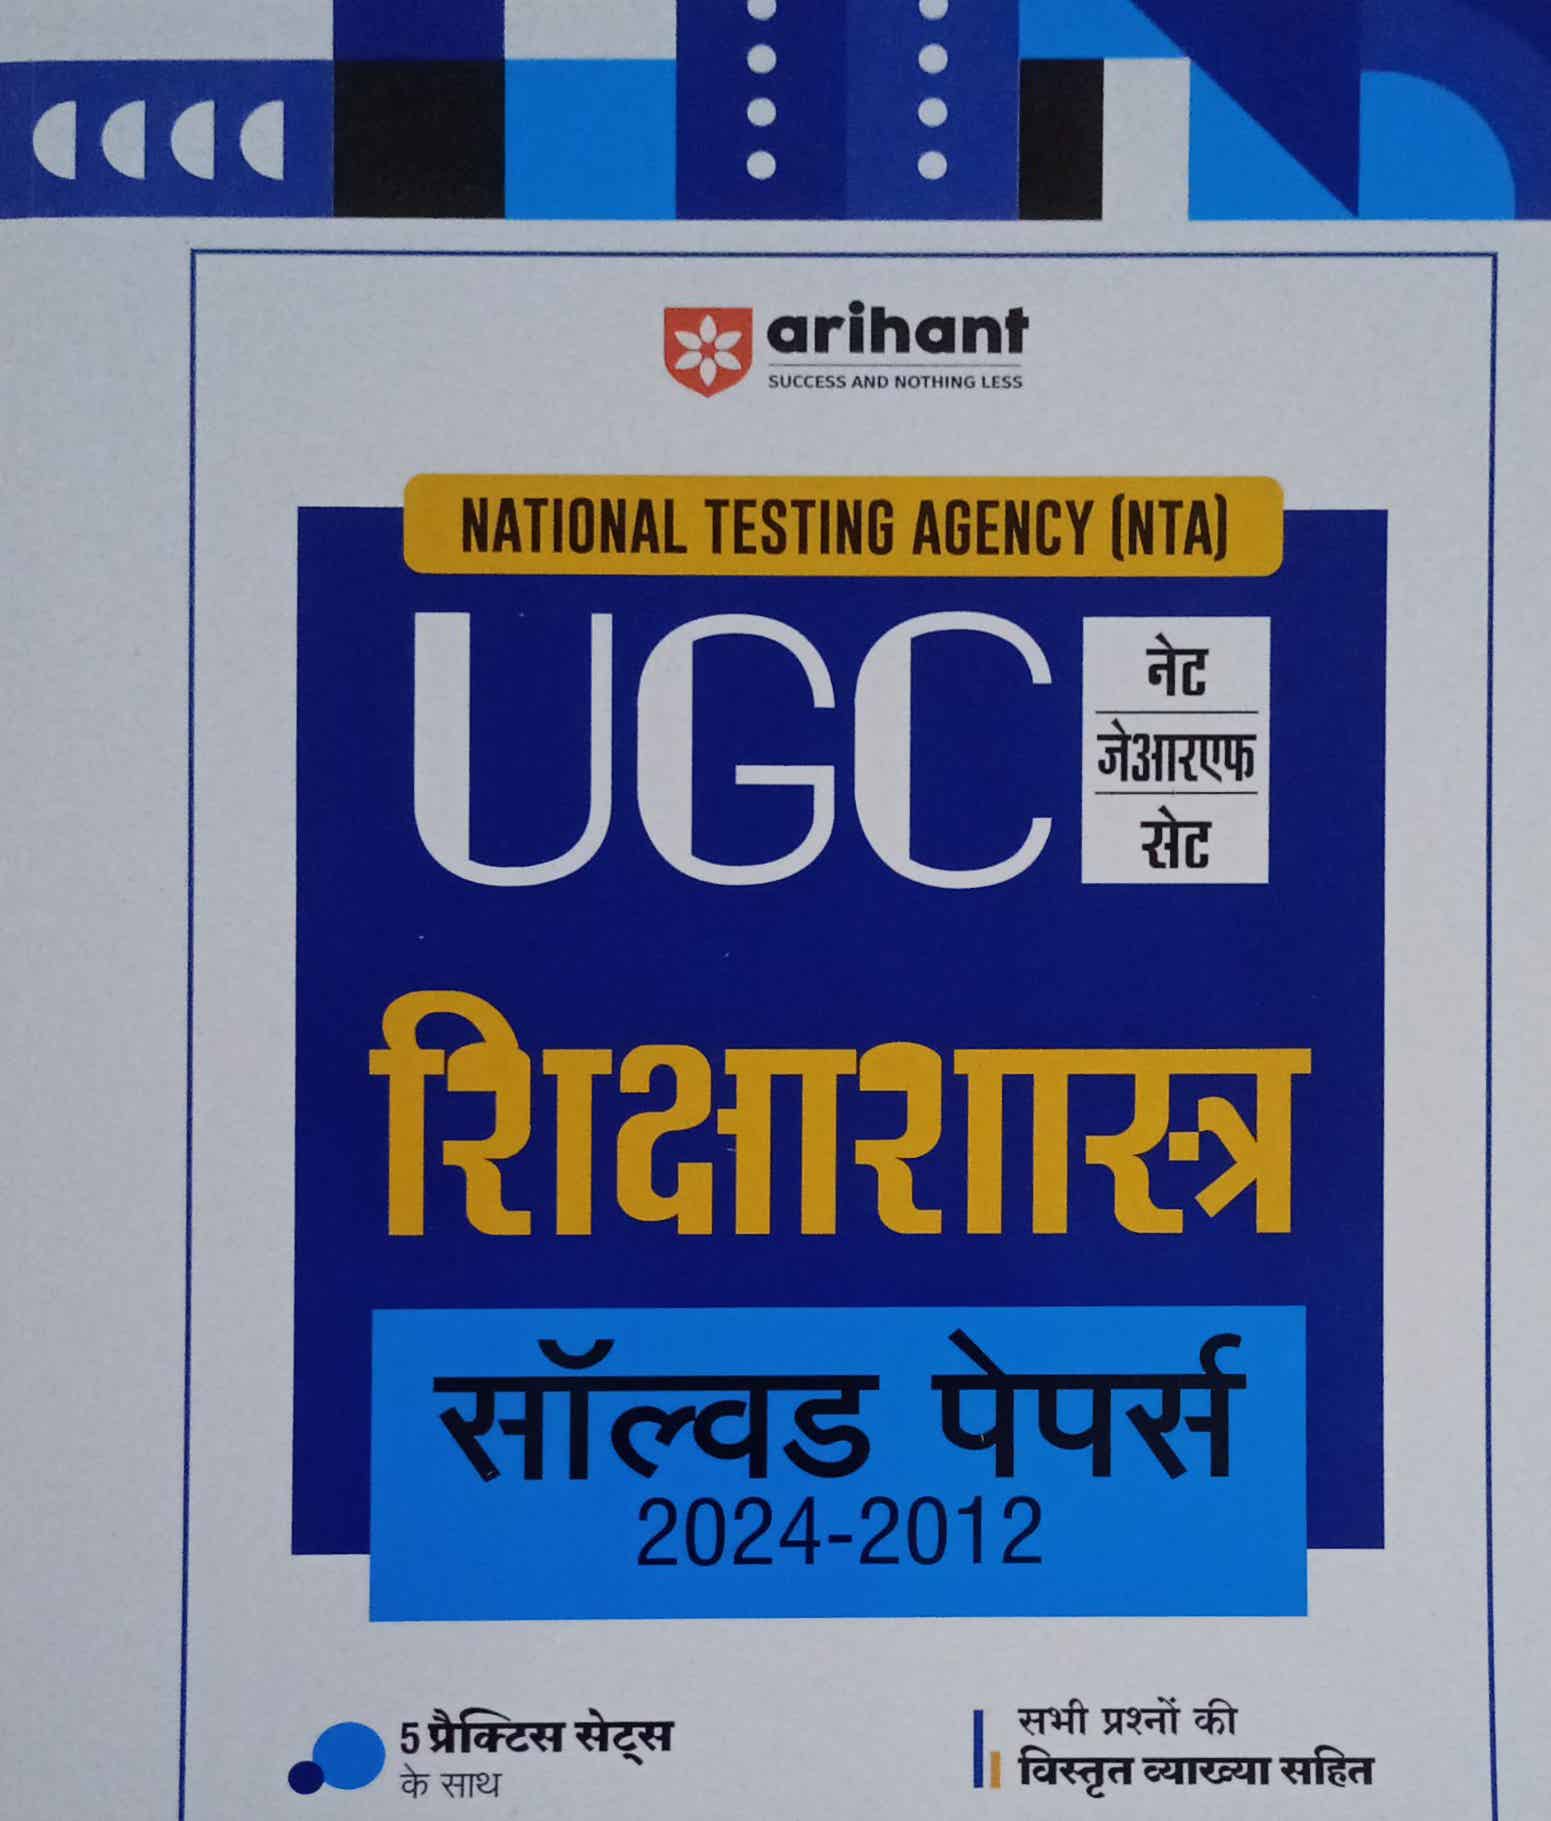 arihant
SUCCESS AND NOTHING LESS
NATIONAL TESTING AGENCY (NTA)
UGC
नेट
जेआरएफ
सेट
शिक्षाशास्त्र
सॉल्वड पेपर्स
2024-2012
5 प्रैक्टिस सेट्स
के साथ
सभी प्रश्नों की
विस्तृत व्याख्या सहित